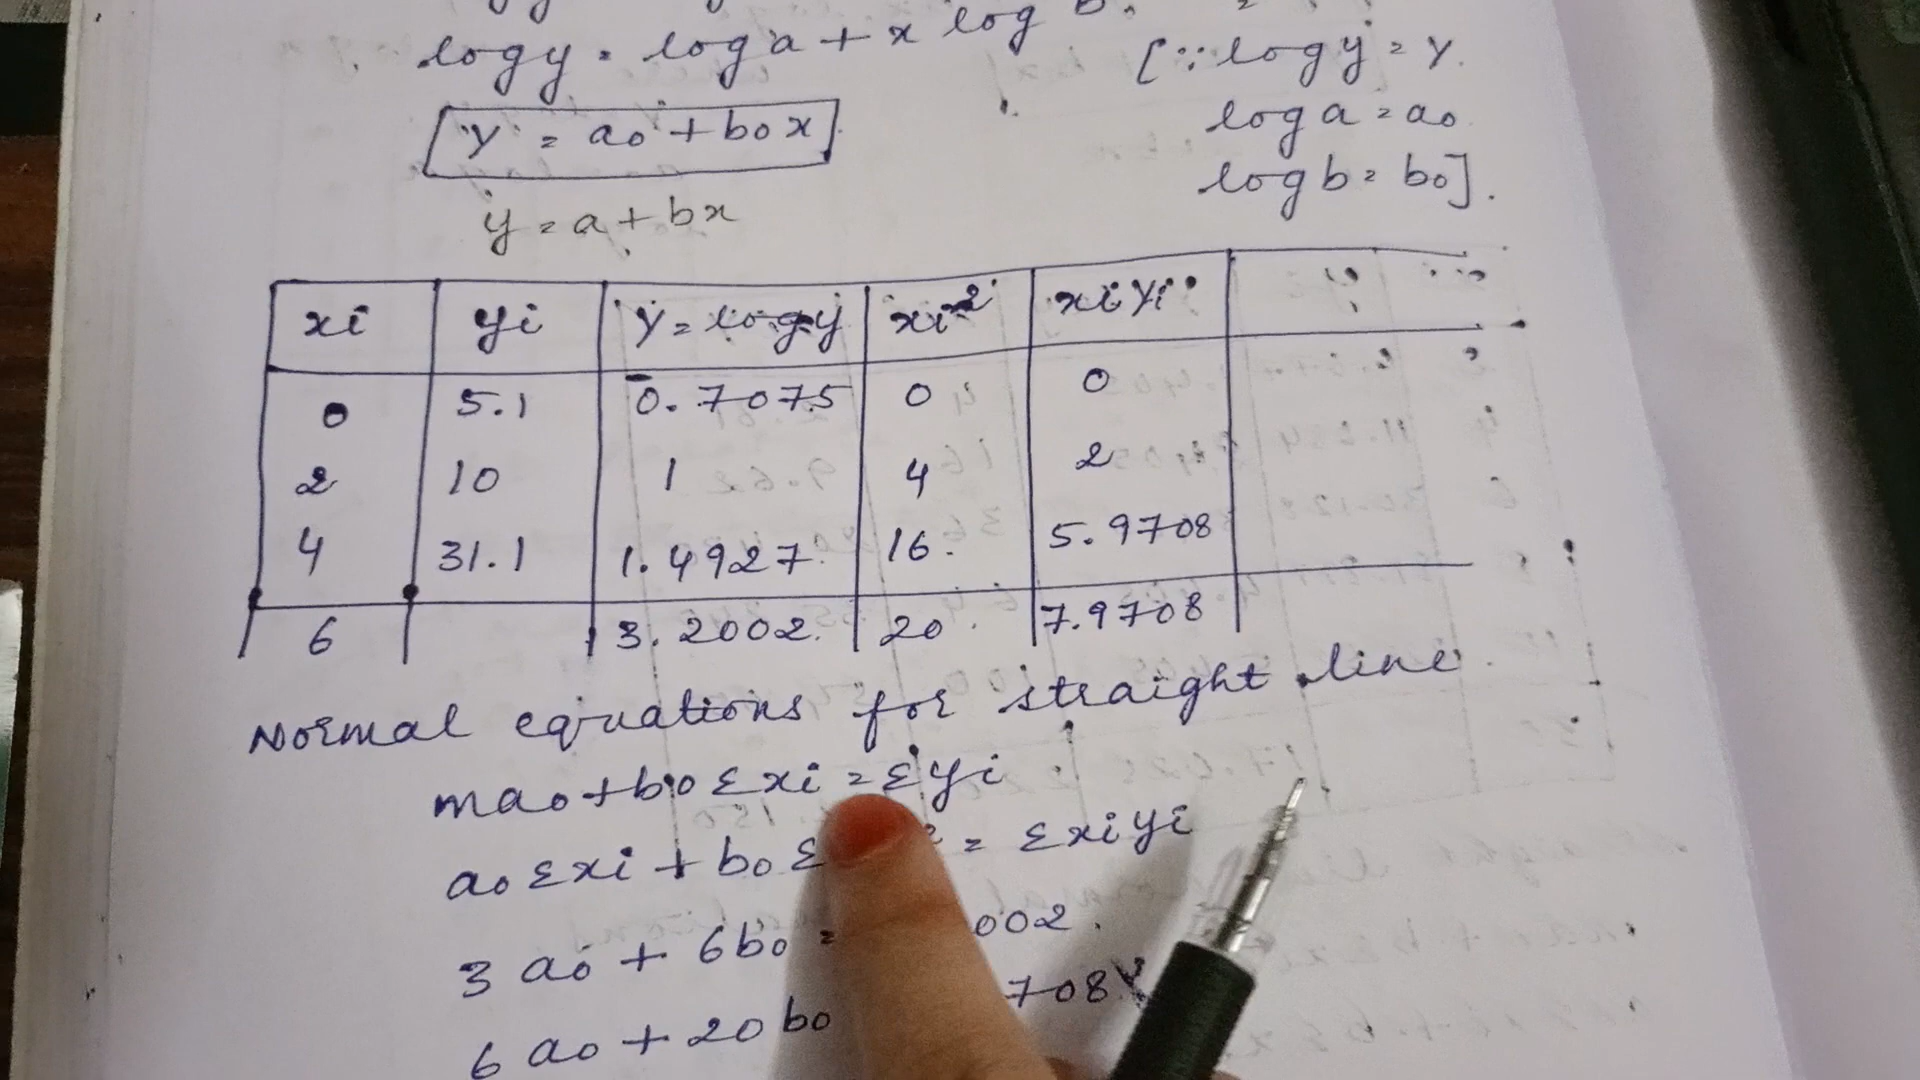 log y = log a + x log b. [∵ log y = Y.
Y = a0 + b0 x log a = a0
log b = b0].
y = a + bx
xi yi Y = log y xi² xi Yi
0 5.1 0.7075 0 0
2 10 1 4 2
4 31.1 1.4927 16. 5.9708
6 3.2002. 20 7.9708
Normal equations for straight line
ma0 + b0 Σxi = Σyi
a0 Σxi + b0 Σ ² = Σxi yi
3 a0 + 6b0 = 002.
6 a0 + 20 b0 708